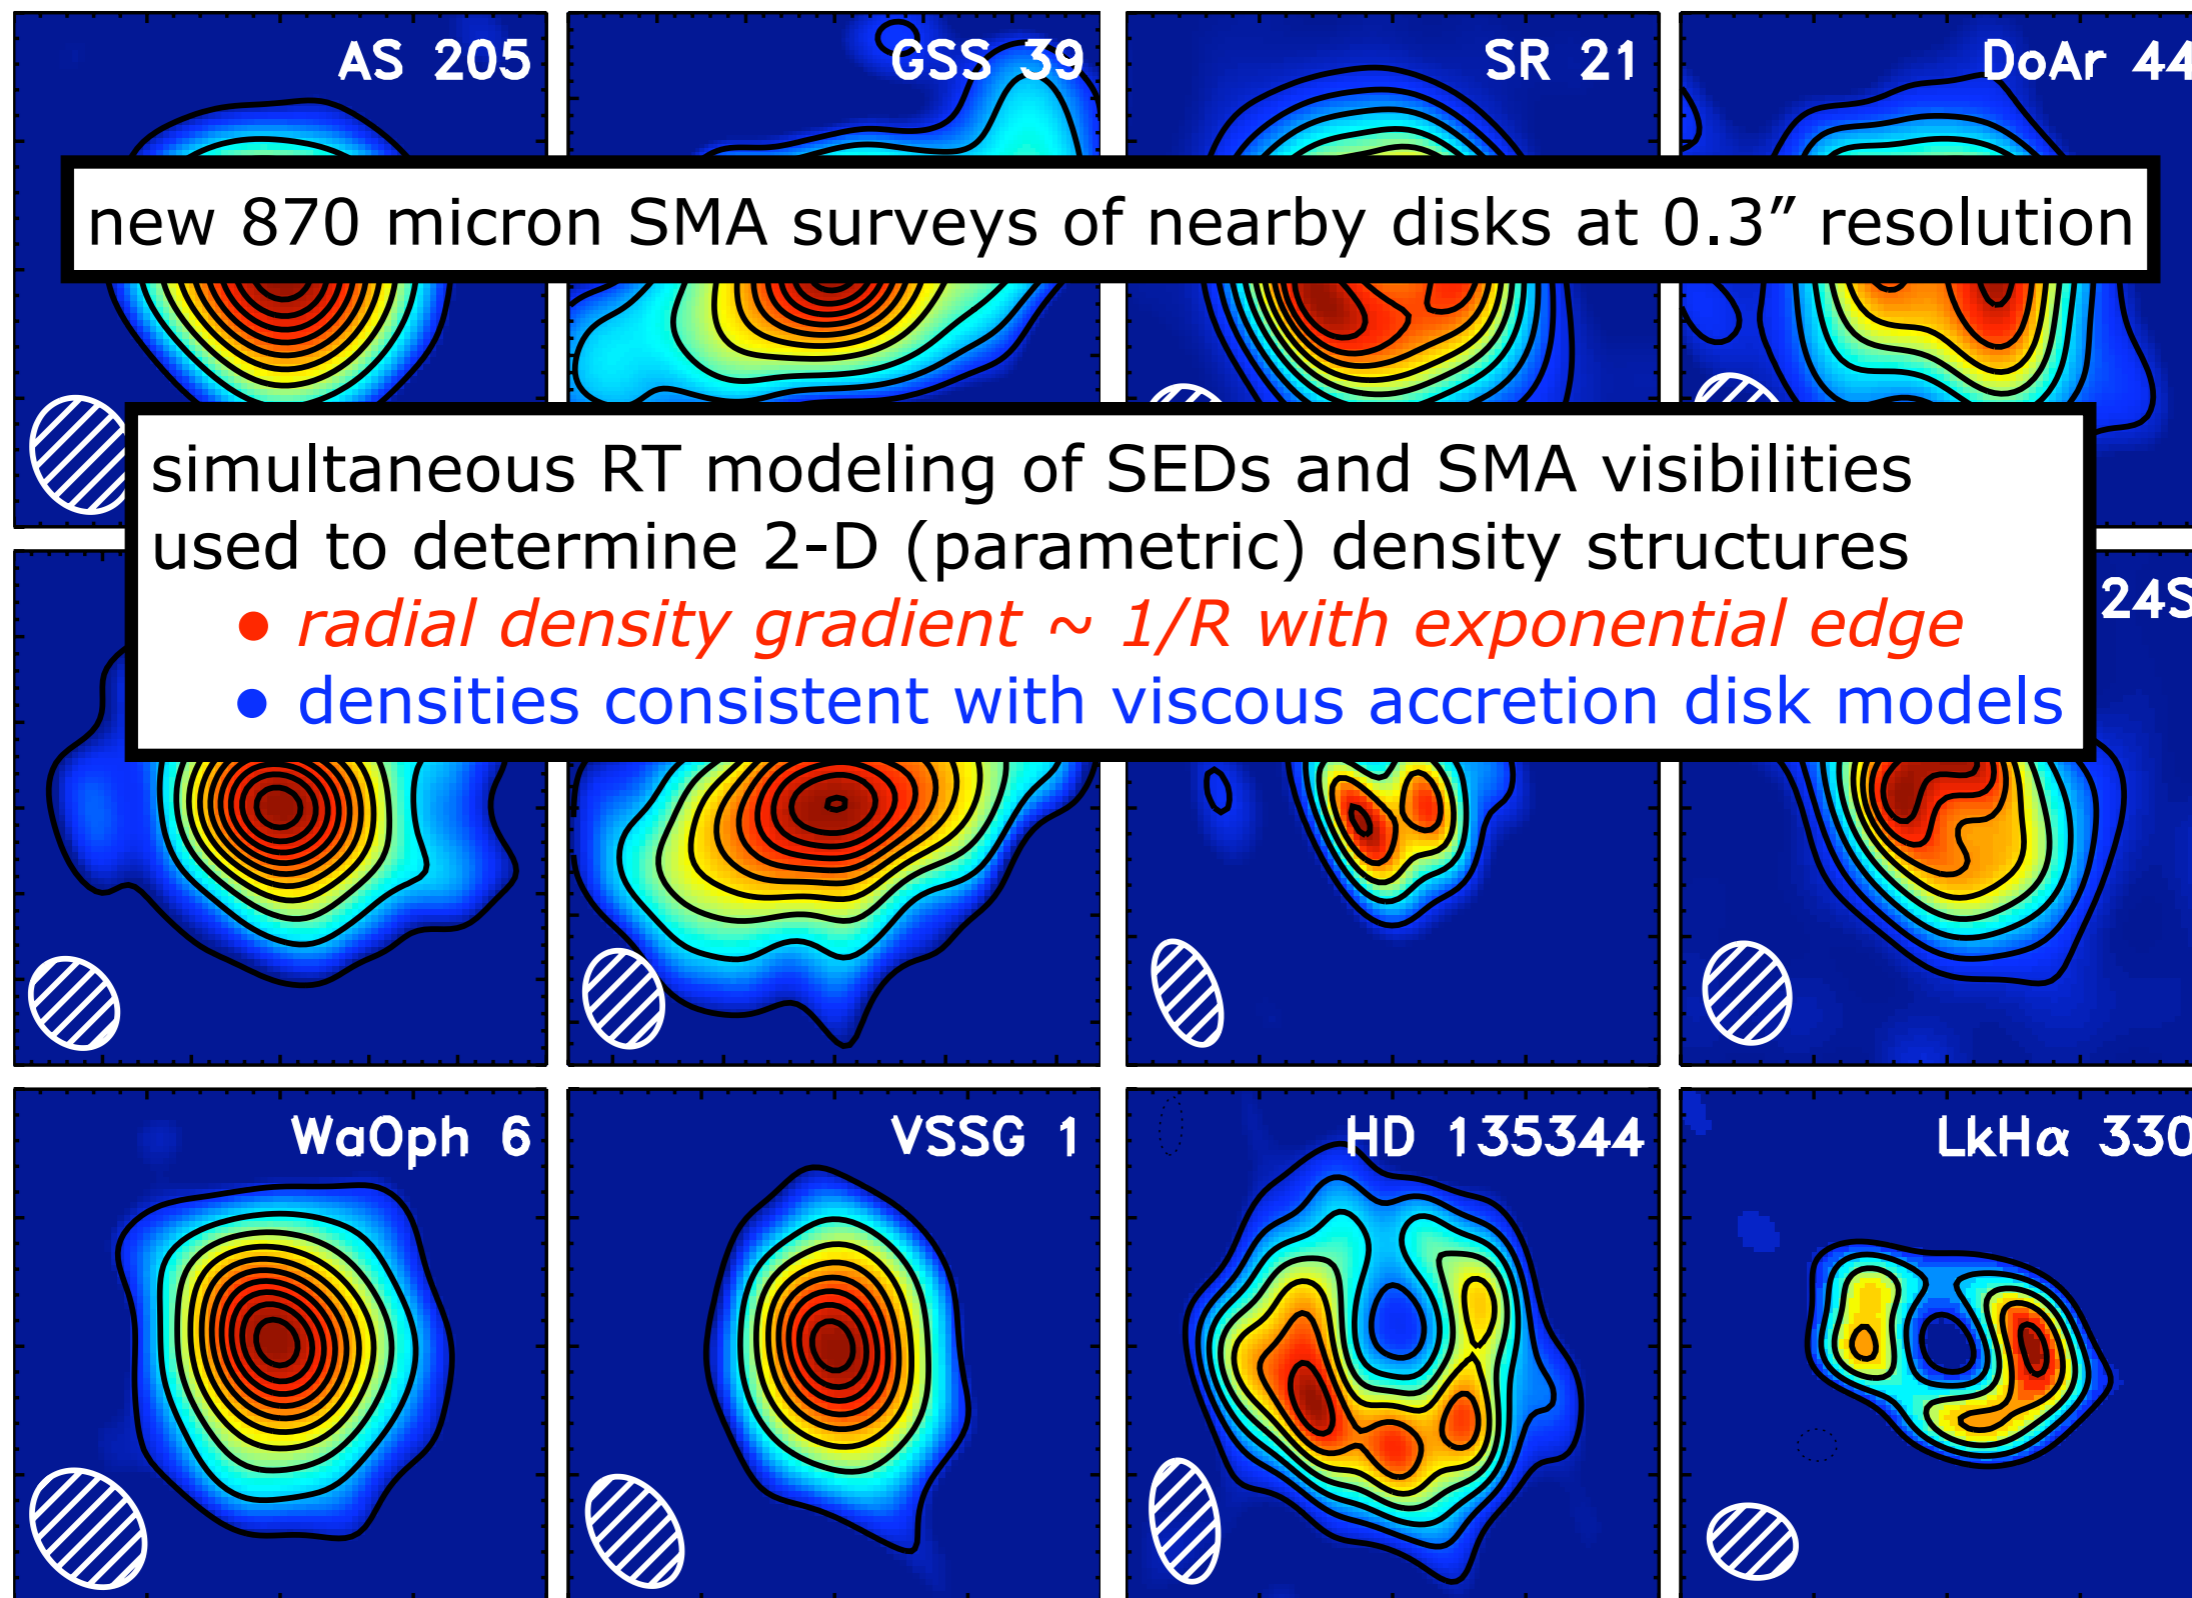 AS 205
GSS 39
SR 21
DoAr 44
new 870 micron SMA surveys of nearby disks at 0.3″ resolution
simultaneous RT modeling of SEDs and SMA visibilities
used to determine 2-D (parametric) density structures
24S
• radial density gradient ~ 1/R with exponential edge
• densities consistent with viscous accretion disk models
WaOph 6
VSSG 1
HD 135344
LkHα 330